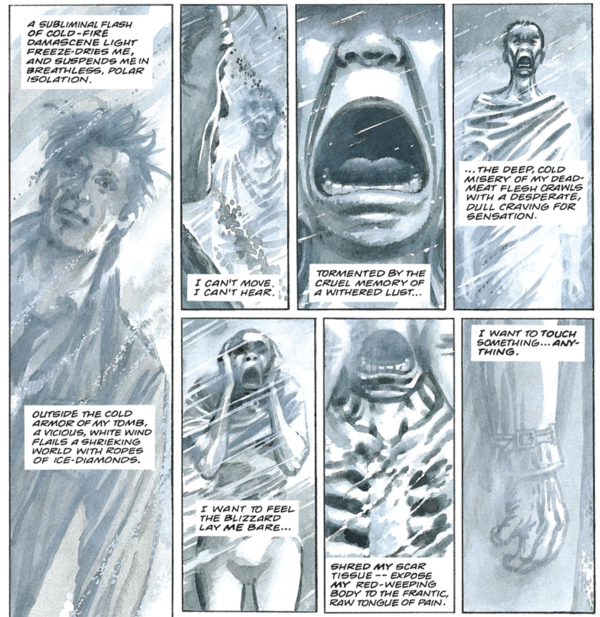 A SUBLIMINAL FLASH
OF COLD-FIRE
DAMASCENE LIGHT
FREEZE-DRIES ME,
AND SUSPENDS ME IN
BREATHLESS, POLAR
ISOLATION.
OUTSIDE THE COLD
ARMOR OF MY TOMB,
A VICIOUS, WHITE WIND
FLAILS A SHRIEKING
WORLD WITH ROPES
OF ICE-DIAMONDS.
I CAN'T MOVE.
I CAN'T HEAR.
TORMENTED BY THE
CRUEL MEMORY OF
A WITHERED LUST...
...THE DEEP, COLD
MISERY OF MY DEAD-
MEAT FLESH CRAWLS
WITH A DESPERATE,
DULL CRAVING FOR
SENSATION.
I WANT TO FEEL
THE BLIZZARD
LAY ME BARE...
SHRED MY SCAR
TISSUE -- EXPOSE
MY RED-WEEPING
BODY TO THE FRANTIC,
RAW TONGUE OF PAIN.
I WANT TO TOUCH
SOMETHING... ANY-
THING.